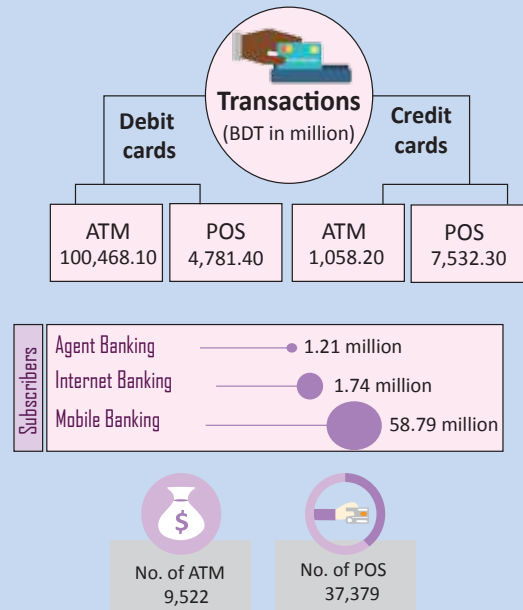 Transactions
(BDT in million)
Debit
cards
Credit
cards
ATM
100,468.10
POS
4,781.40
ATM
1,058.20
POS
7,532.30
Subscribers
Agent Banking
1.21 million
Internet Banking
1.74 million
Mobile Banking
58.79 million
$
No. of ATM
9,522
No. of POS
37,379